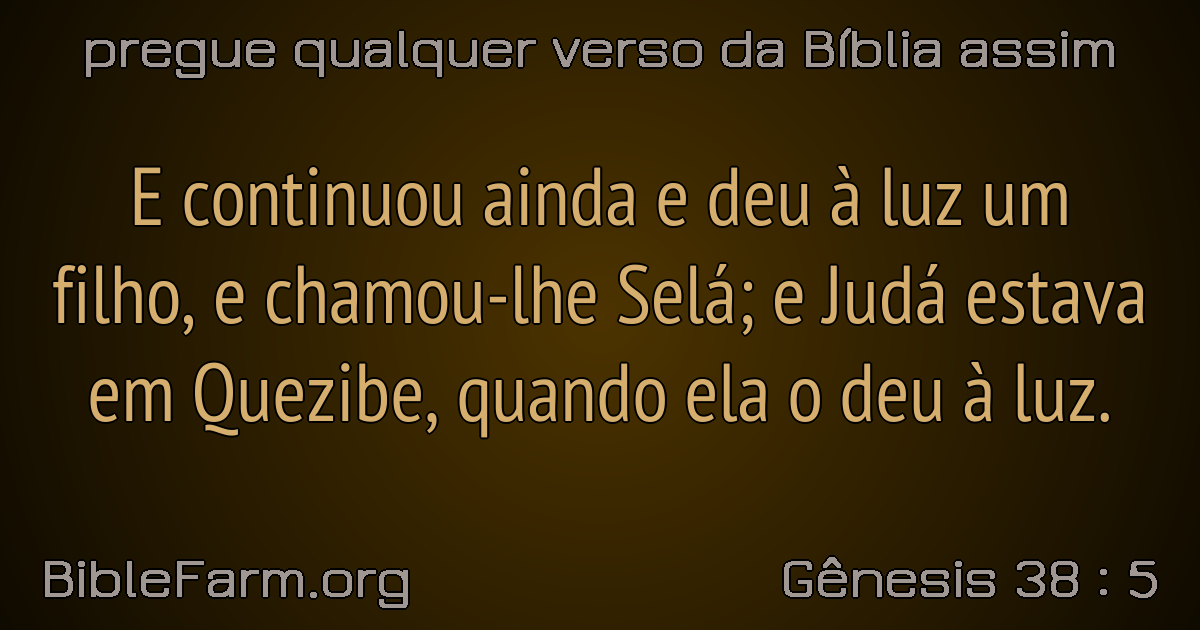 pregue qualquer verso da Bíblia assim
E continuou ainda e deu à luz um
filho, e chamou-lhe Selá; e Judá estava
em Quezibe, quando ela o deu à luz.
BibleFarm.org
Gênesis 38 : 5